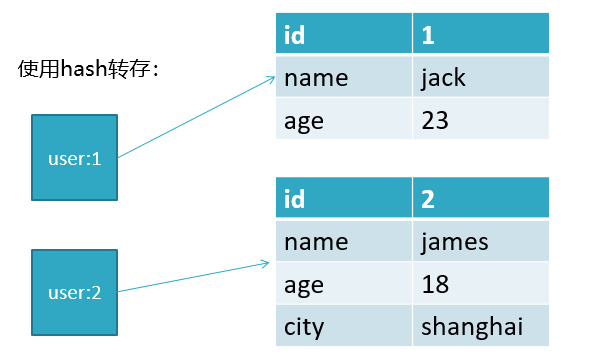 使用hash转存：
user:1
id 1
name jack
age 23
user:2
id 2
name james
age 18
city shanghai